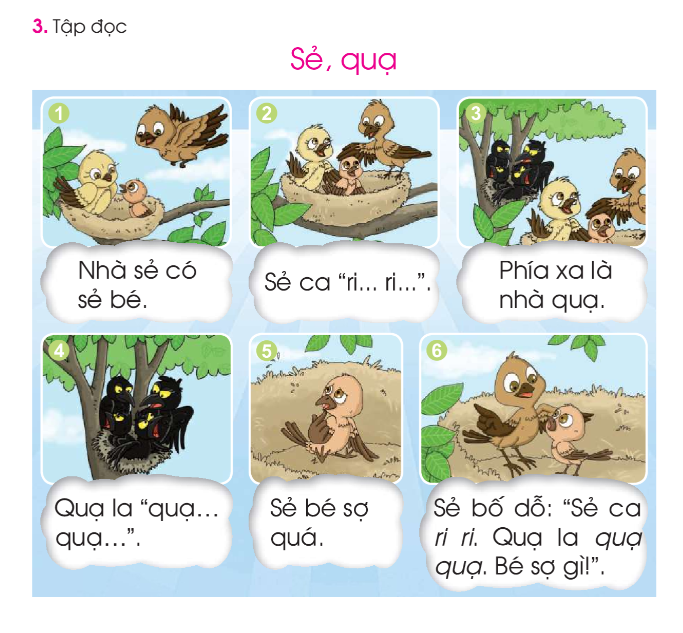 3. Tập đọc
Sẻ, quạ
1
Nhà sẻ có
sẻ bé.
2
Sẻ ca “ri... ri...”.
3
Phía xa là
nhà quạ.
4
Quạ la “quạ...
quạ...”.
5
Sẻ bé sợ
quá.
6
Sẻ bố dỗ: “Sẻ ca
ri ri. Quạ la quạ
quạ. Bé sợ gì!”.